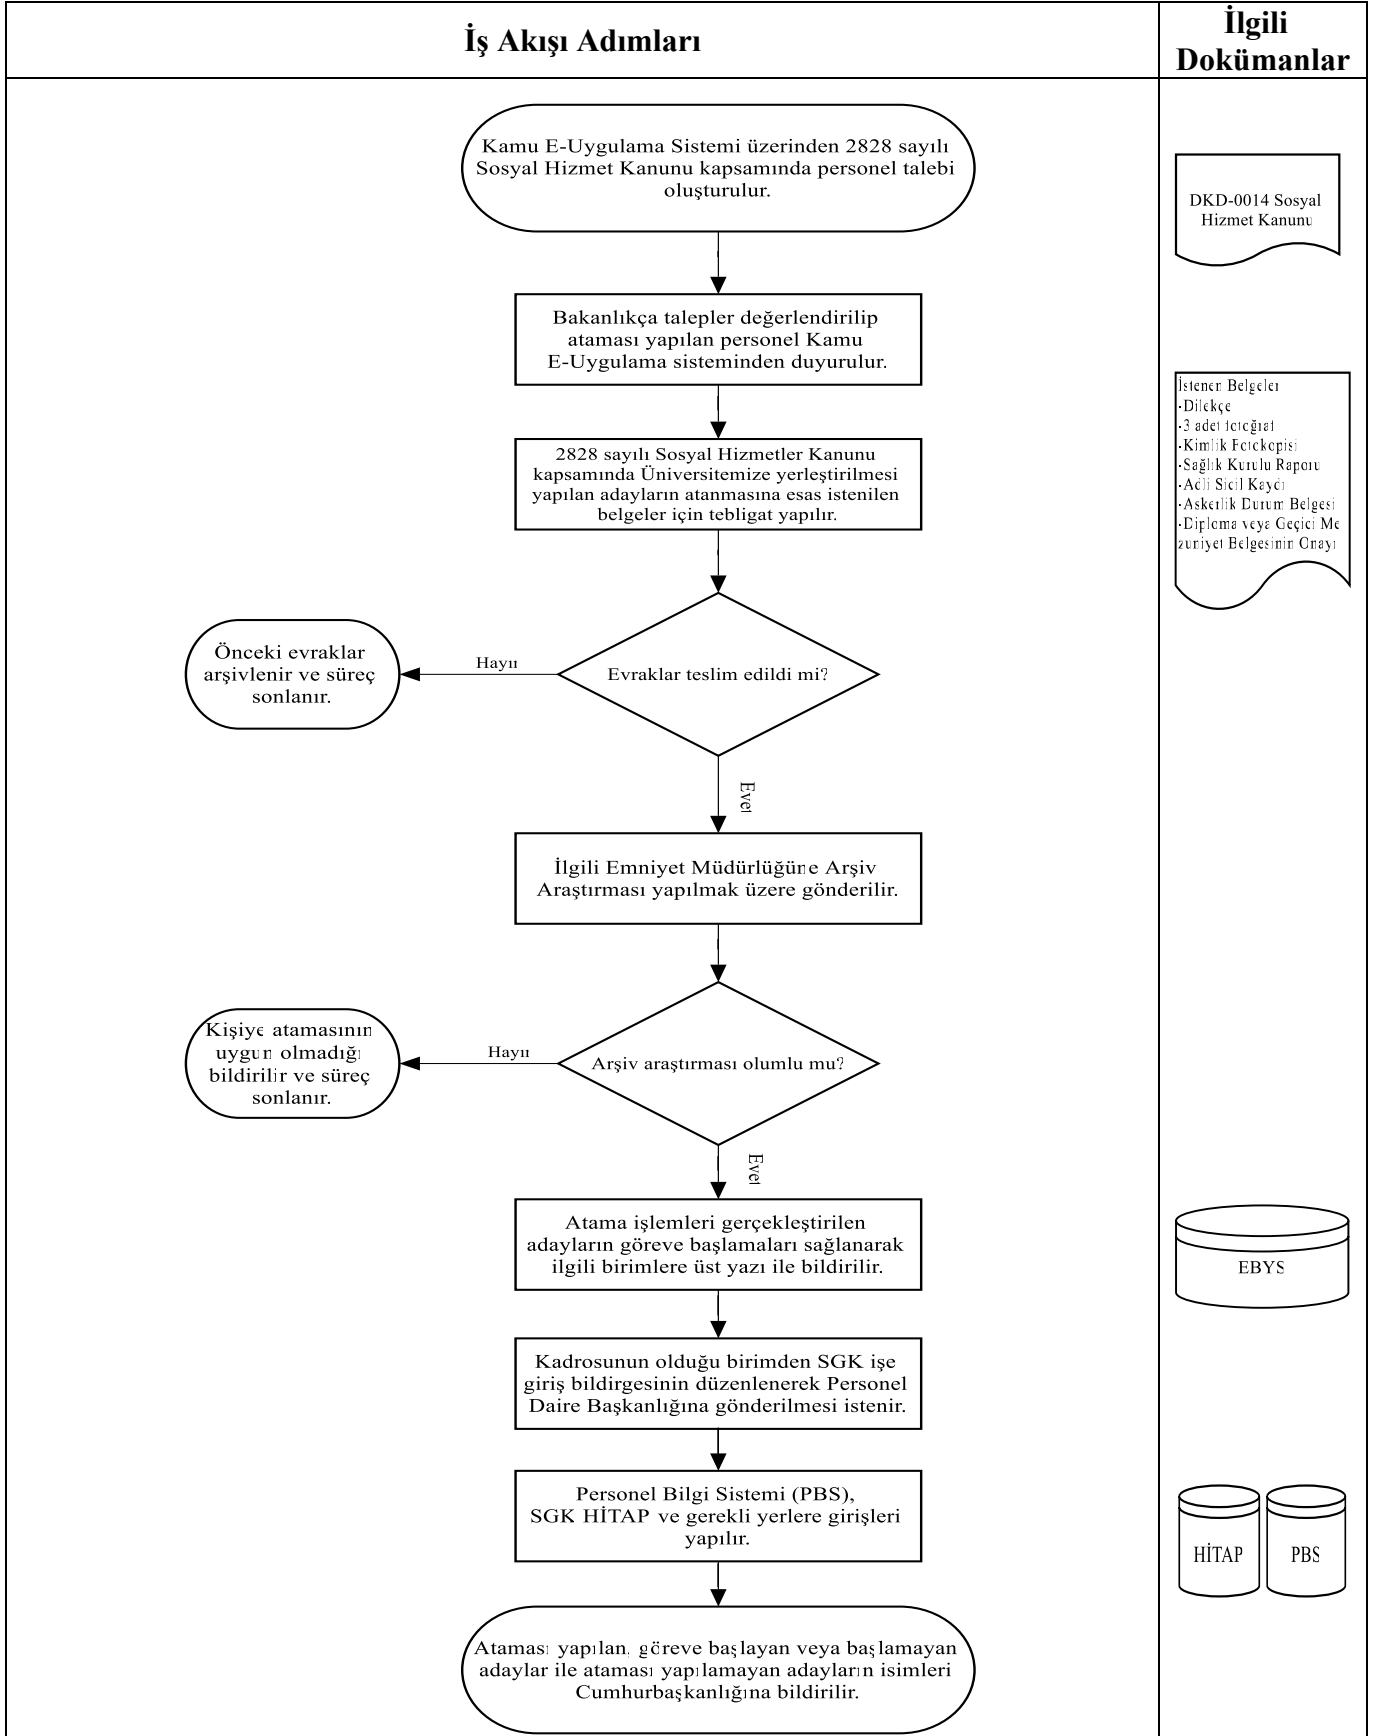 İş Akışı Adımları
İlgili
Dokümanlar
Kamu E-Uygulama Sistemi üzerinden 2828 sayılı
Sosyal Hizmet Kanunu kapsamında personel talebi
oluşturulur.
DKD-0014 Sosyal
Hizmet Kanunu
Bakanlıkça talepler değerlendirilip
ataması yapılan personel Kamu
E-Uygulama sisteminden duyurulur.
İstenen Belgeler
-Dilekçe
-3 adet fotoğraf
-Kimlik Fotokopisi
-Sağlık Kurulu Raporu
-Adli Sicil Kaydı
-Askerlik Durum Belgesi
-Diploma veya Geçici Me
zuniyet Belgesinin Onayı
2828 sayılı Sosyal Hizmetler Kanunu
kapsamında Üniversitemize yerleştirilmesi
yapılan adayların atanmasına esas istenilen
belgeler için tebligat yapılır.
Evraklar teslim edildi mi?
Hayır
Önceki evraklar
arşivlenir ve süreç
sonlanır.
Evet
İlgili Emniyet Müdürlüğüne Arşiv
Araştırması yapılmak üzere gönderilir.
Arşiv araştırması olumlu mu?
Hayır
Kişiye atamasının
uygun olmadığı
bildirilir ve süreç
sonlanır.
Evet
Atama işlemleri gerçekleştirilen
adayların göreve başlamaları sağlanarak
ilgili birimlere üst yazı ile bildirilir.
EBYS
Kadrosunun olduğu birimden SGK işe
giriş bildirgesinin düzenlenerek Personel
Daire Başkanlığına gönderilmesi istenir.
Personel Bilgi Sistemi (PBS),
SGK HİTAP ve gerekli yerlere girişleri
yapılır.
HİTAP
PBS
Ataması yapılan, göreve başlayan veya başlamayan
adaylar ile ataması yapılamayan adayların isimleri
Cumhurbaşkanlığına bildirilir.